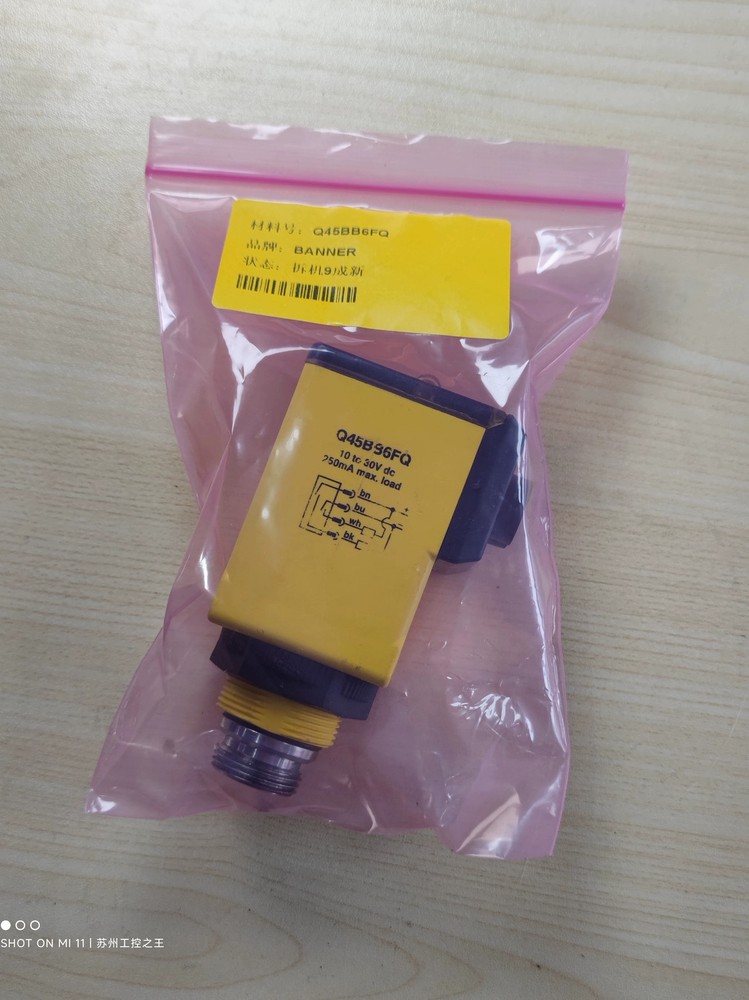 材料号: Q45BB6FQ
品牌: BANNER
状态: 拆机9成新
Q45BB6FQ
10 to 30V dc
250mA max. load
bn
bu
wh
bk
SHOT ON MI 11 | 苏州工控之王